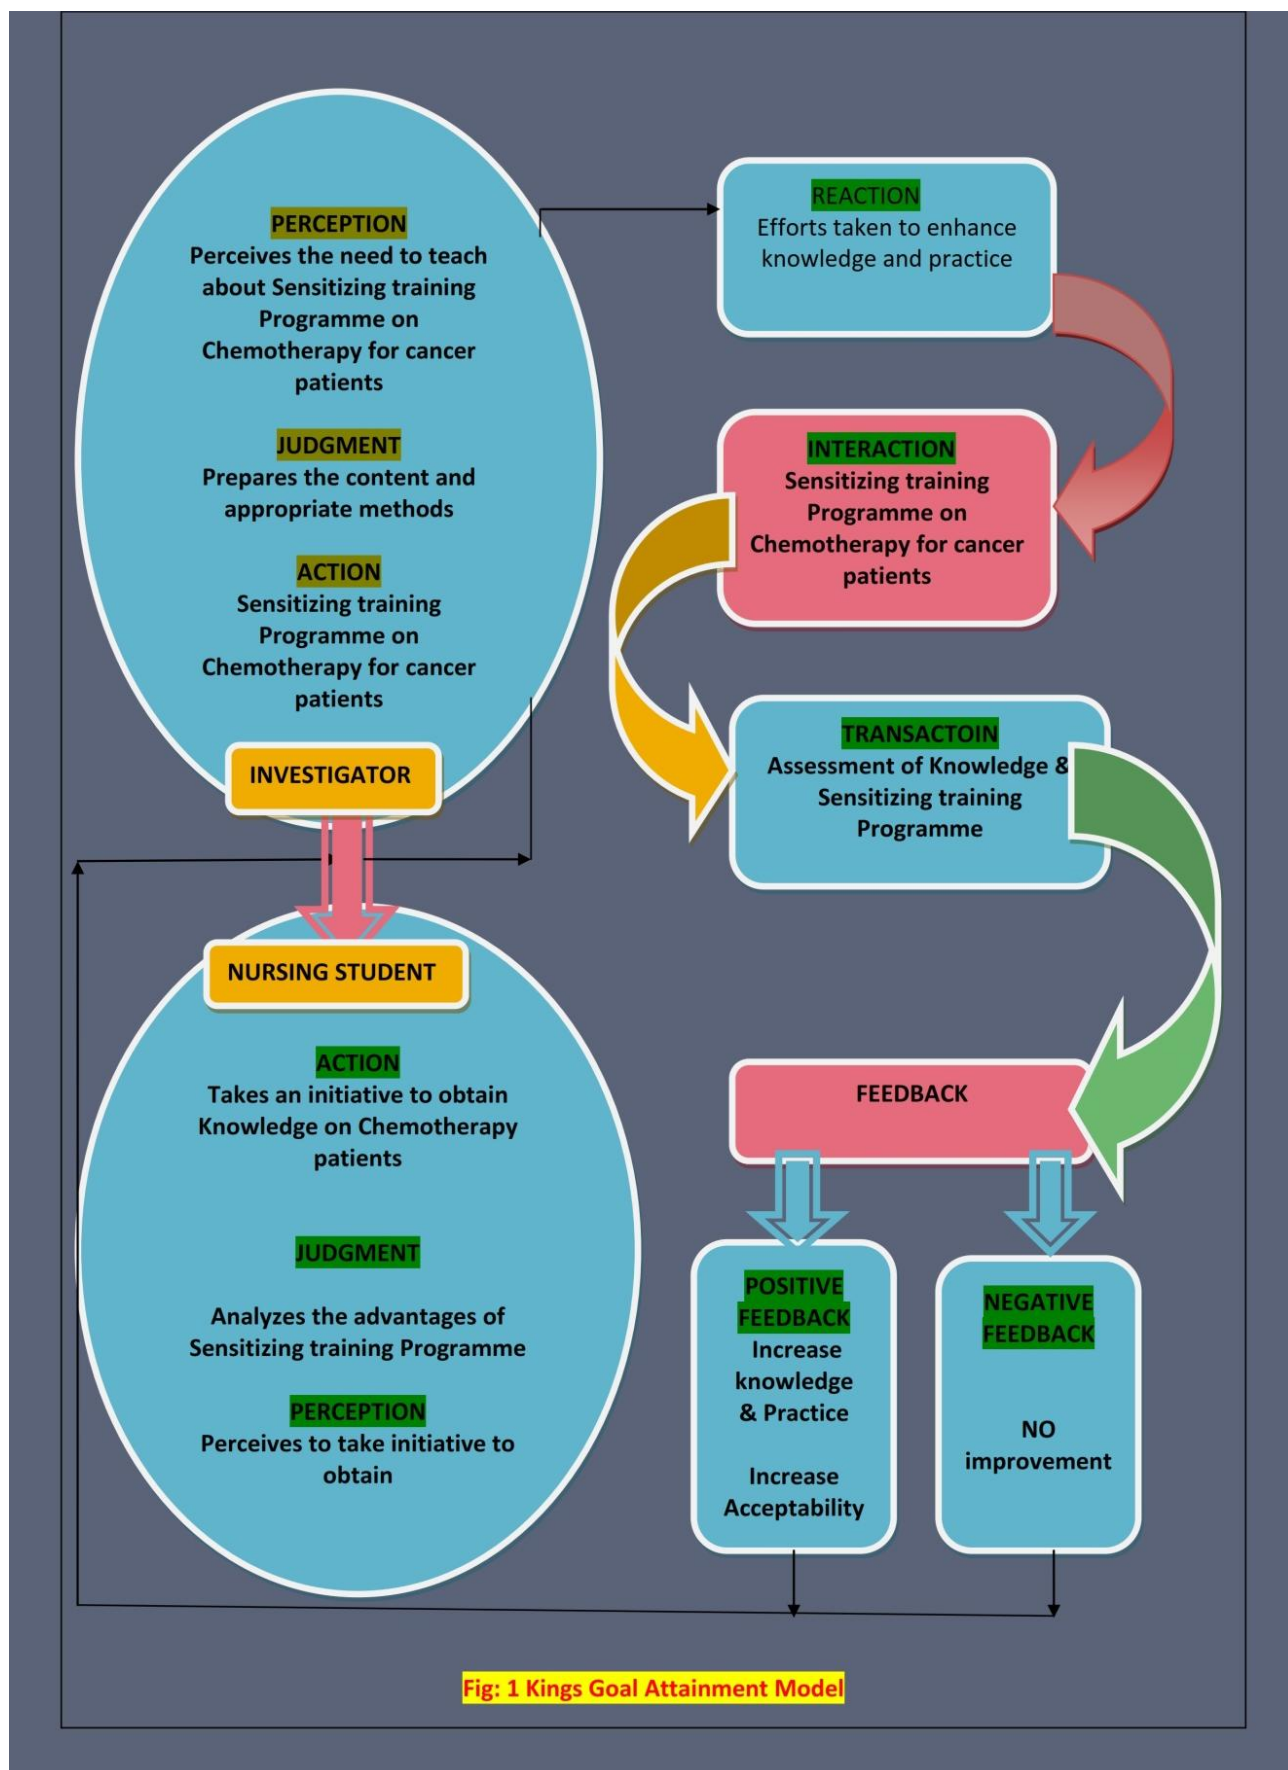 PERCEPTION
Perceives the need to teach
about Sensitizing training
Programme on
Chemotherapy for cancer
patients
JUDGMENT
Prepares the content and
appropriate methods
ACTION
Sensitizing training
Programme on
Chemotherapy for cancer
patients
INVESTIGATOR
NURSING STUDENT
ACTION
Takes an initiative to obtain
Knowledge on Chemotherapy
patients
JUDGMENT
Analyzes the advantages of
Sensitizing training Programme
PERCEPTION
Perceives to take initiative to
obtain
REACTION
Efforts taken to enhance
knowledge and practice
INTERACTION
Sensitizing training
Programme on
Chemotherapy for cancer
patients
TRANSACTOIN
Assessment of Knowledge &
Sensitizing training
Programme
FEEDBACK
POSITIVE
FEEDBACK
Increase
knowledge
& Practice
Increase
Acceptability
NEGATIVE
FEEDBACK
NO
improvement
Fig: 1 Kings Goal Attainment Model